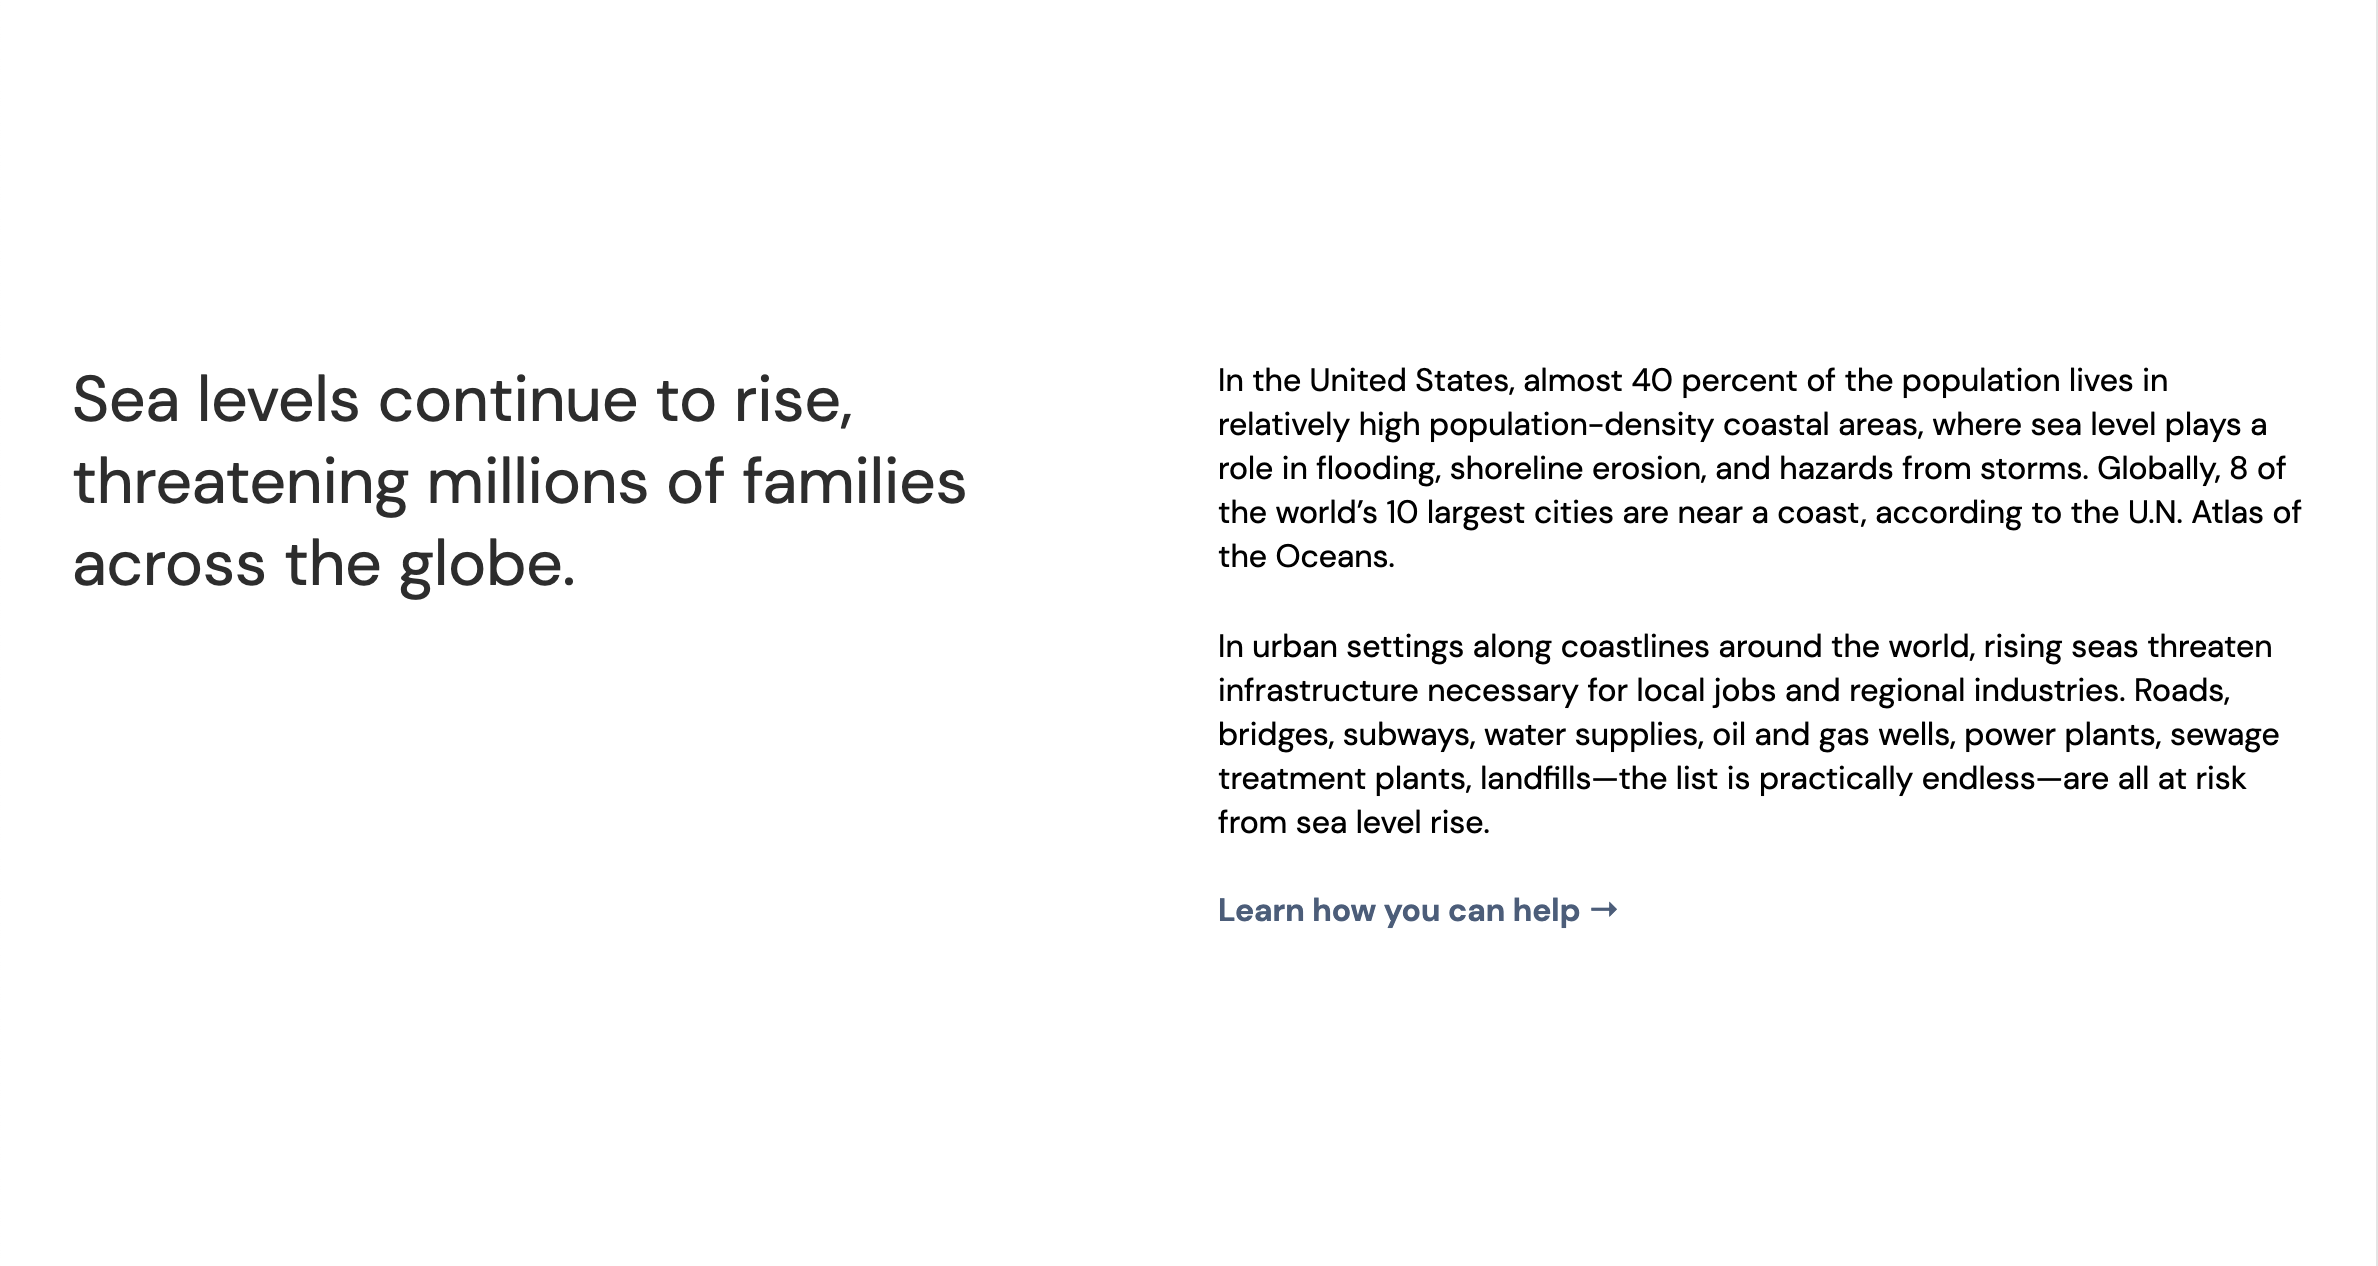 Sea levels continue to rise,
threatening millions of families
across the globe.
In the United States, almost 40 percent of the population lives in
relatively high population-density coastal areas, where sea level plays a
role in flooding, shoreline erosion, and hazards from storms. Globally, 8 of
the world’s 10 largest cities are near a coast, according to the U.N. Atlas of
the Oceans.
In urban settings along coastlines around the world, rising seas threaten
infrastructure necessary for local jobs and regional industries. Roads,
bridges, subways, water supplies, oil and gas wells, power plants, sewage
treatment plants, landfills—the list is practically endless—are all at risk
from sea level rise.
Learn how you can help →